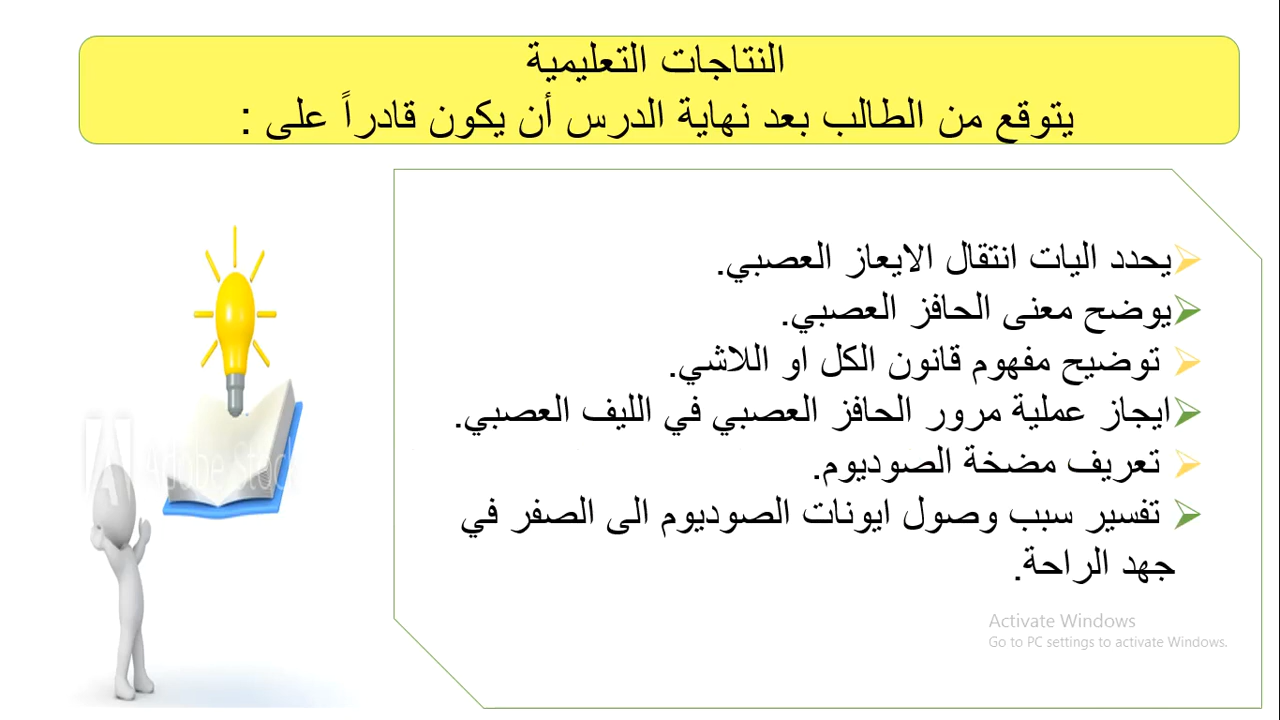 النتاجات التعليمية
يتوقع من الطالب بعد نهاية الدرس أن يكون قادراً على :
يحدد اليات انتقال الايعاز العصبي.
يوضح معنى الحافز العصبي.
توضيح مفهوم قانون الكل او اللاشي.
ايجاز عملية مرور الحافز العصبي في الليف العصبي.
تعريف مضخة الصوديوم.
تفسير سبب وصول ايونات الصوديوم الى الصفر في
جهد الراحة.
Adobe Stock
Activate Windows
Go to PC settings to activate Windows.